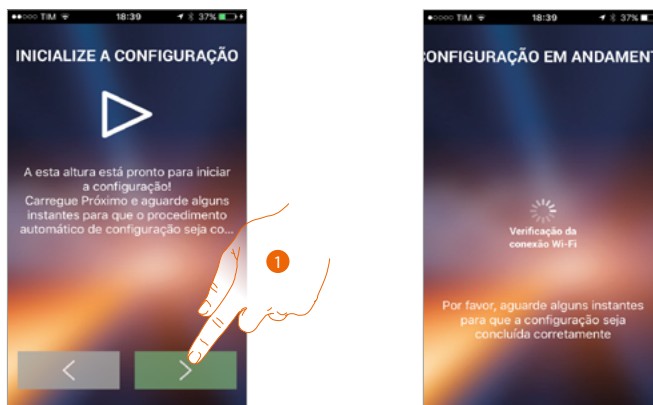 TIM 18:39 37%
INICIALIZE A CONFIGURAÇÃO
A esta altura está pronto para iniciar
a configuração!
Carregue Próximo e aguarde alguns
instantes para que o procedimento
automático de configuração seja co...
1
TIM 18:39 37%
ONFIGURAÇÃO EM ANDAMEN
Verificação da
conexão Wi-Fi
Por favor, aguarde alguns instantes
para que a configuração seja
concluída corretamente